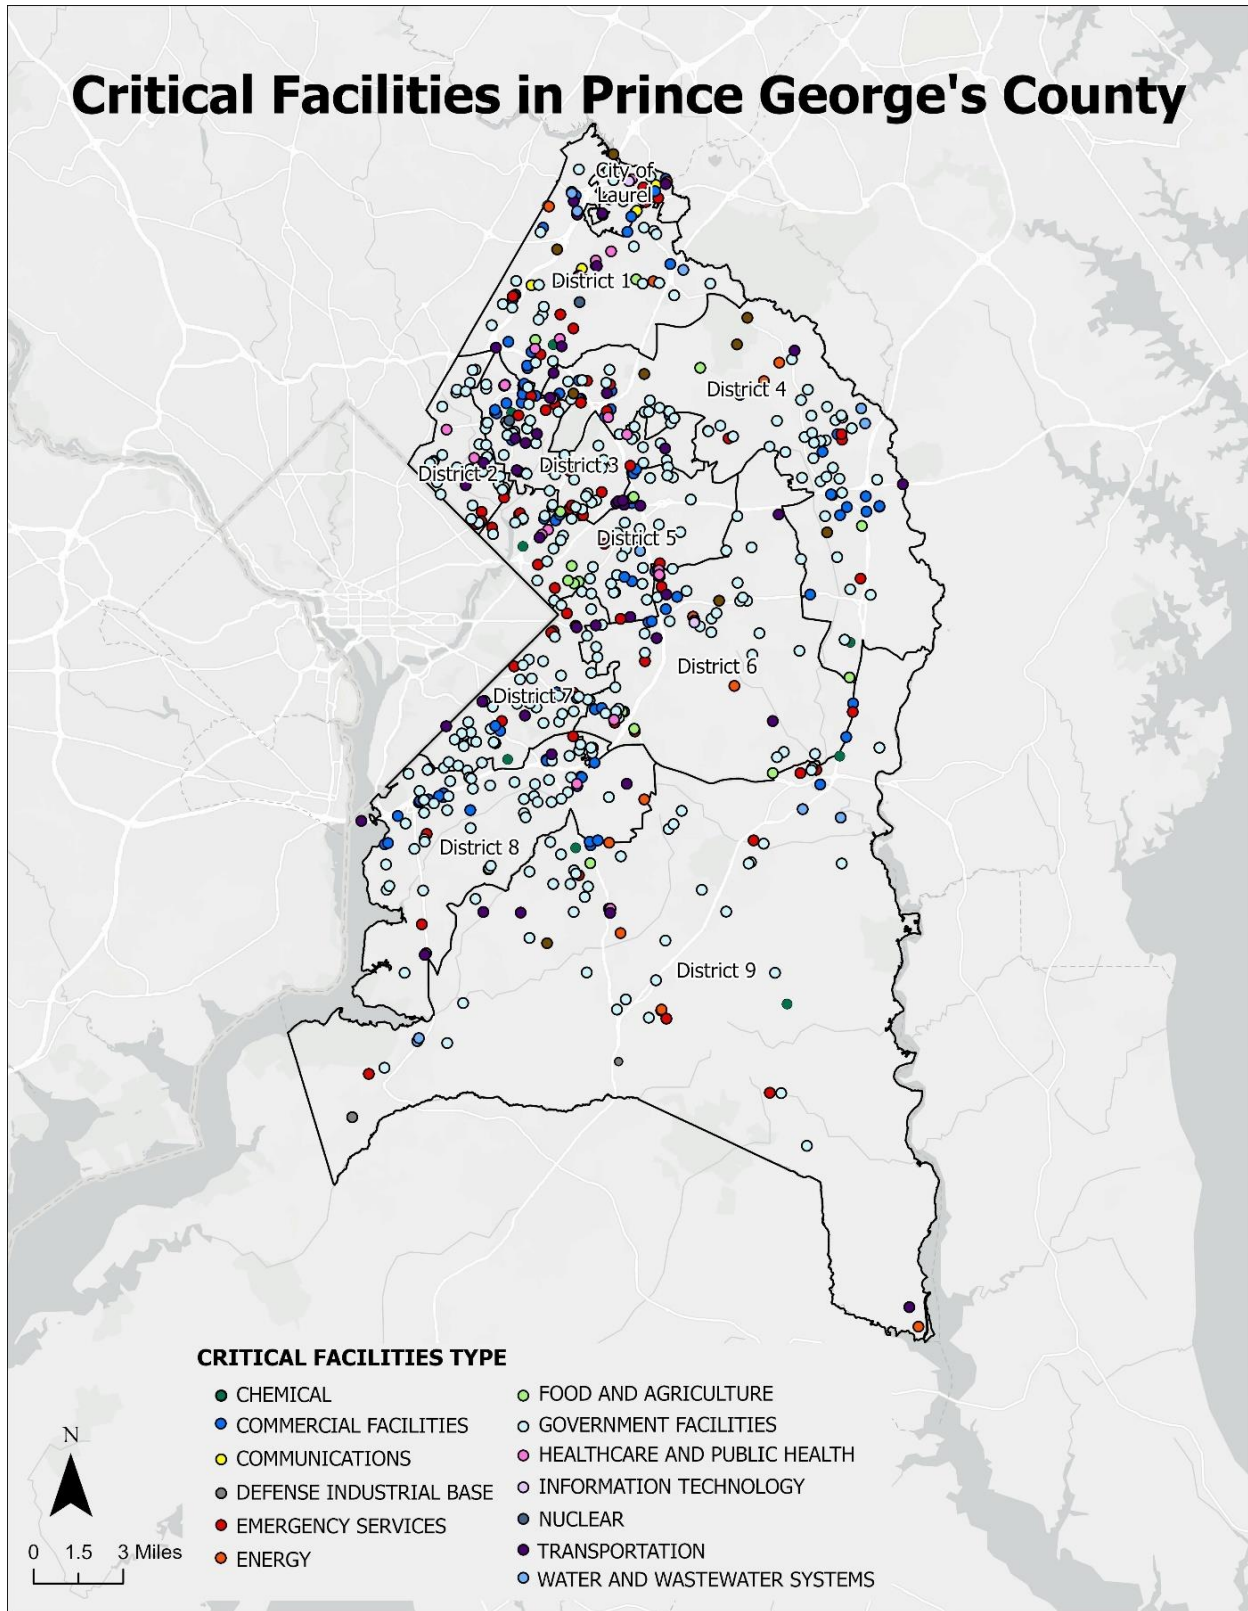 Critical Facilities in Prince George's County
City of
Laurel
District 1
District 4
District 3
District 2
District 5
District 6
District 7
District 8
District 9
CRITICAL FACILITIES TYPE
CHEMICAL
COMMERCIAL FACILITIES
COMMUNICATIONS
DEFENSE INDUSTRIAL BASE
EMERGENCY SERVICES
ENERGY
FOOD AND AGRICULTURE
GOVERNMENT FACILITIES
HEALTHCARE AND PUBLIC HEALTH
INFORMATION TECHNOLOGY
NUCLEAR
TRANSPORTATION
WATER AND WASTEWATER SYSTEMS
N
0 1.5 3 Miles